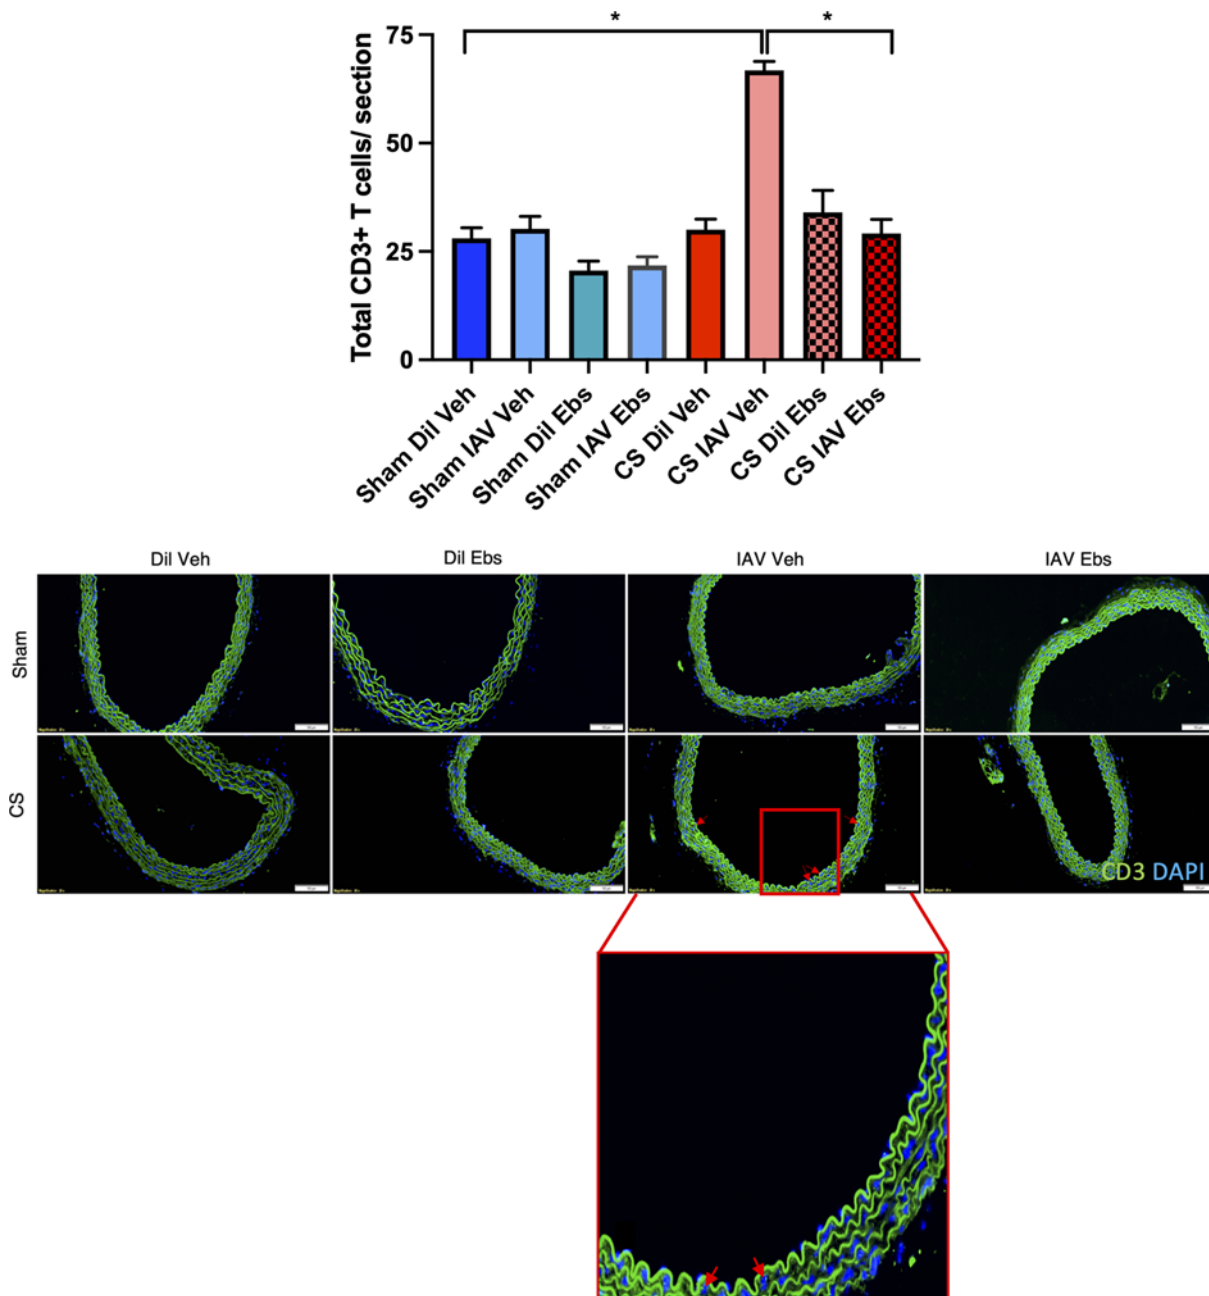 * *
75
50
25
0
Total CD3+ T cells/ section
Sham Dil Veh
Sham IAV Veh
Sham Dil Ebs
Sham IAV Ebs
CS Dil Veh
CS IAV Veh
CS Dil Ebs
CS IAV Ebs
Dil Veh Dil Ebs IAV Veh IAV Ebs
Sham
CS
CD3 DAPI